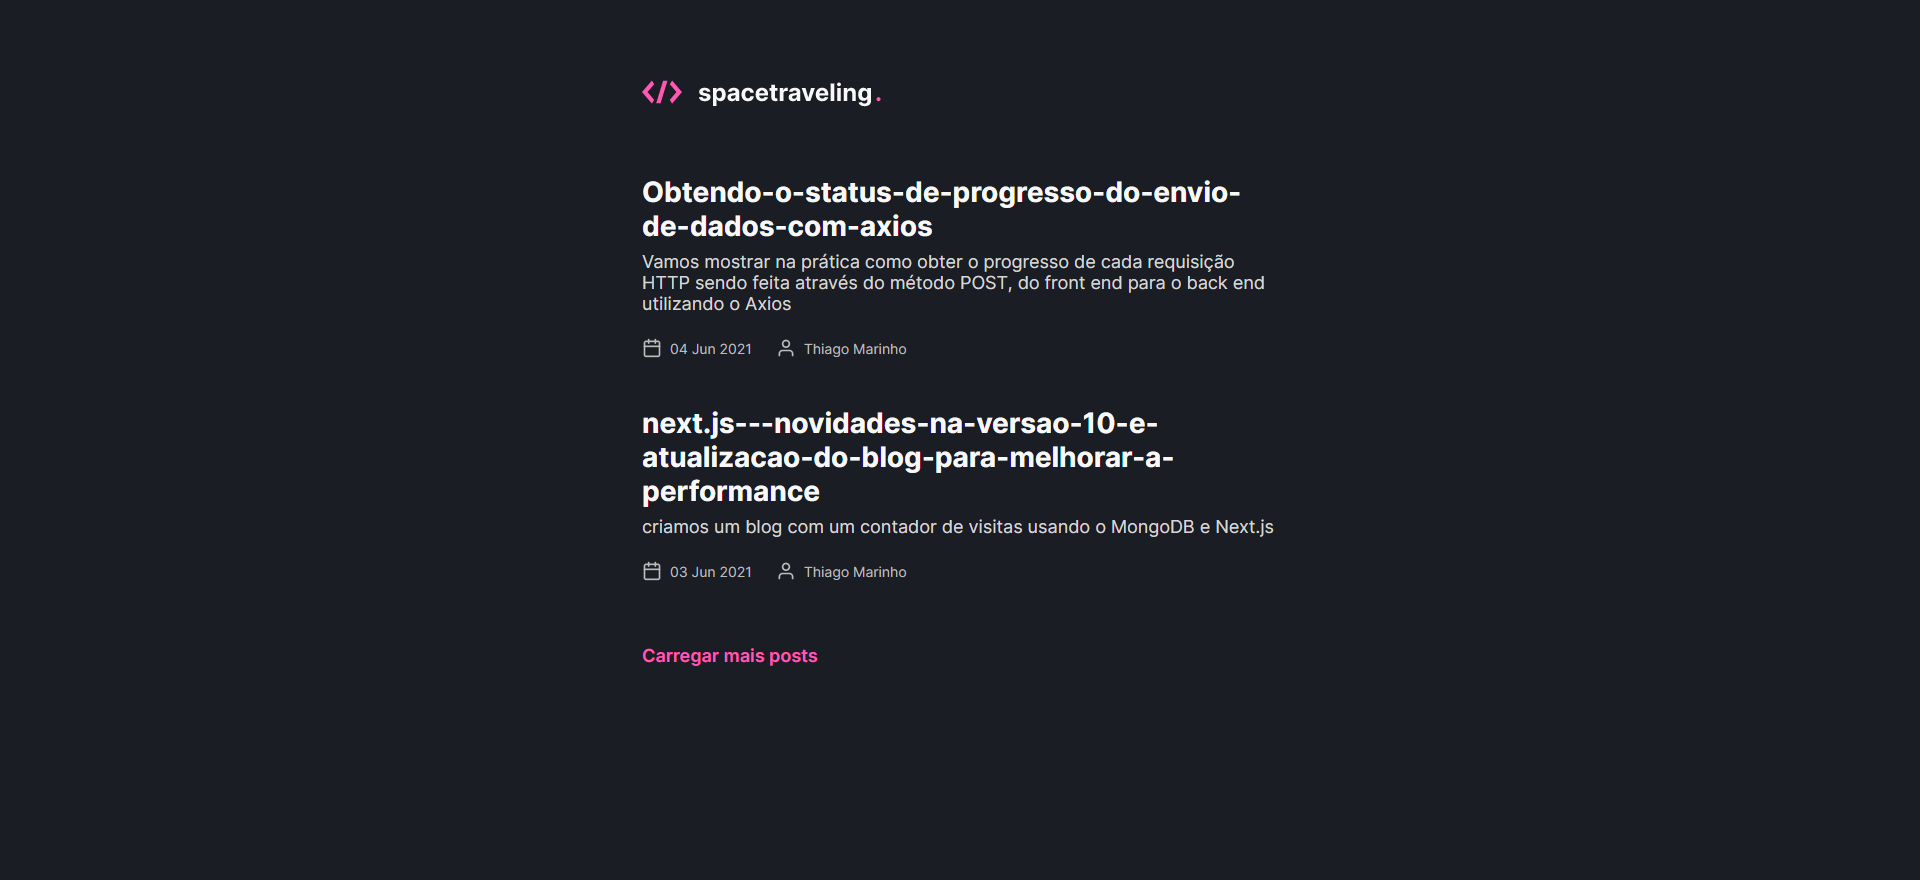 </> spacetraveling.
Obtendo-o-status-de-progresso-do-envio-
de-dados-com-axios
Vamos mostrar na prática como obter o progresso de cada requisição
HTTP sendo feita através do método POST, do front end para o back end
utilizando o Axios
04 Jun 2021 Thiago Marinho
next.js---novidades-na-versao-10-e-
atualizacao-do-blog-para-melhorar-a-
performance
criamos um blog com um contador de visitas usando o MongoDB e Next.js
03 Jun 2021 Thiago Marinho
Carregar mais posts